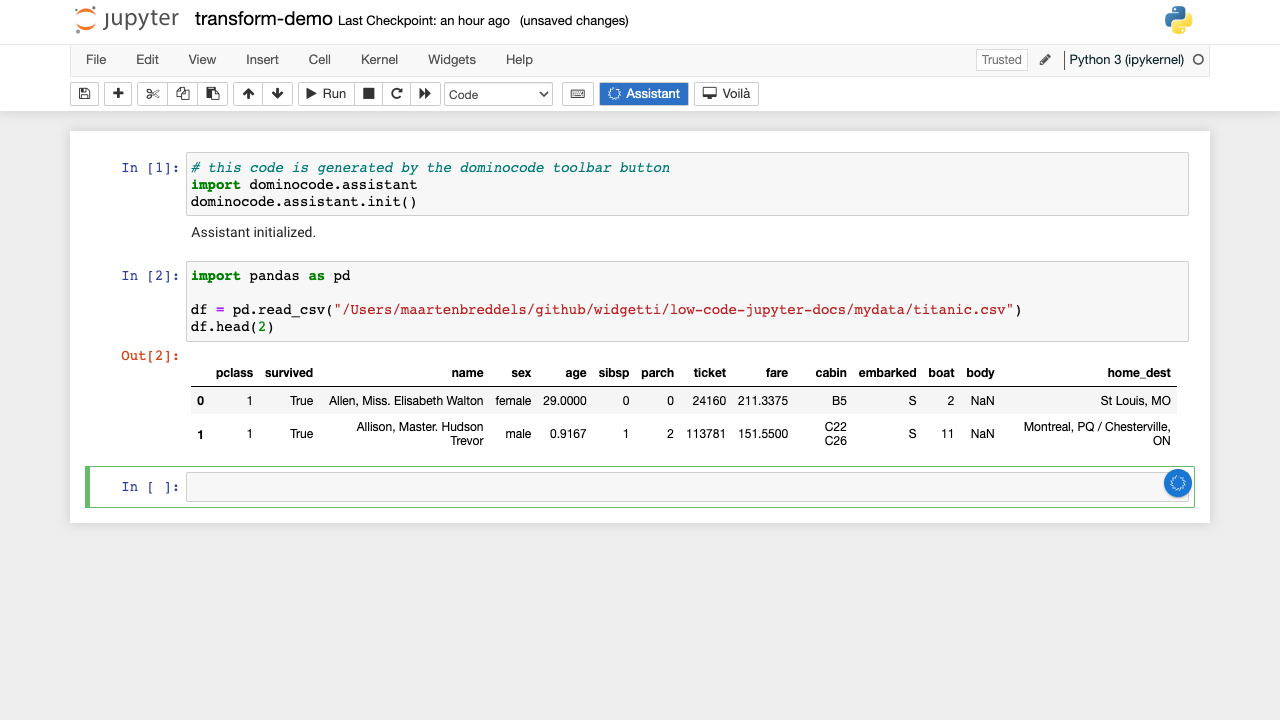 jupyter transform-demo Last Checkpoint: an hour ago (unsaved changes)
File Edit View Insert Cell Kernel Widgets Help Trusted Python 3 (ipykernel)
Run Code Assistant Voilà
In [1]: # this code is generated by the dominocode toolbar button
import dominocode.assistant
dominocode.assistant.init()
Assistant initialized.
In [2]: import pandas as pd
df = pd.read_csv("/Users/maartenbreddels/github/widgetti/low-code-jupyter-docs/mydata/titanic.csv")
df.head(2)
Out[2]:
pclass survived name sex age sibsp parch ticket fare cabin embarked boat body home_dest
0 1 True Allen, Miss. Elisabeth Walton female 29.0000 0 0 24160 211.3375 B5 S 2 NaN St Louis, MO
1 1 True Allison, Master. Hudson Trevor male 0.9167 1 2 113781 151.5500 C22 C26 S 11 NaN Montreal, PQ / Chesterville, ON
In [ ]: